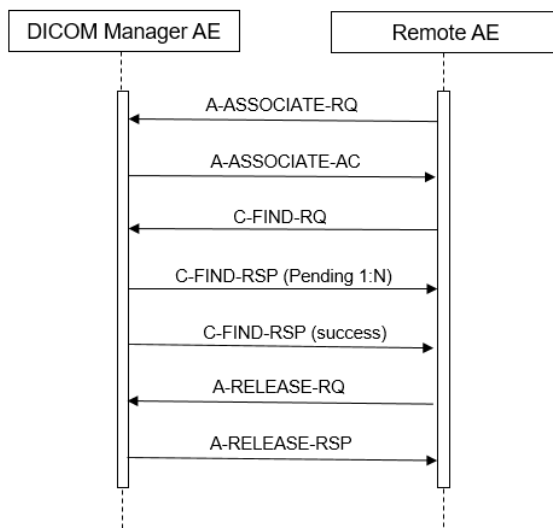 DICOM Manager AE
Remote AE
A-ASSOCIATE-RQ
A-ASSOCIATE-AC
C-FIND-RQ
C-FIND-RSP (Pending 1:N)
C-FIND-RSP (success)
A-RELEASE-RQ
A-RELEASE-RSP